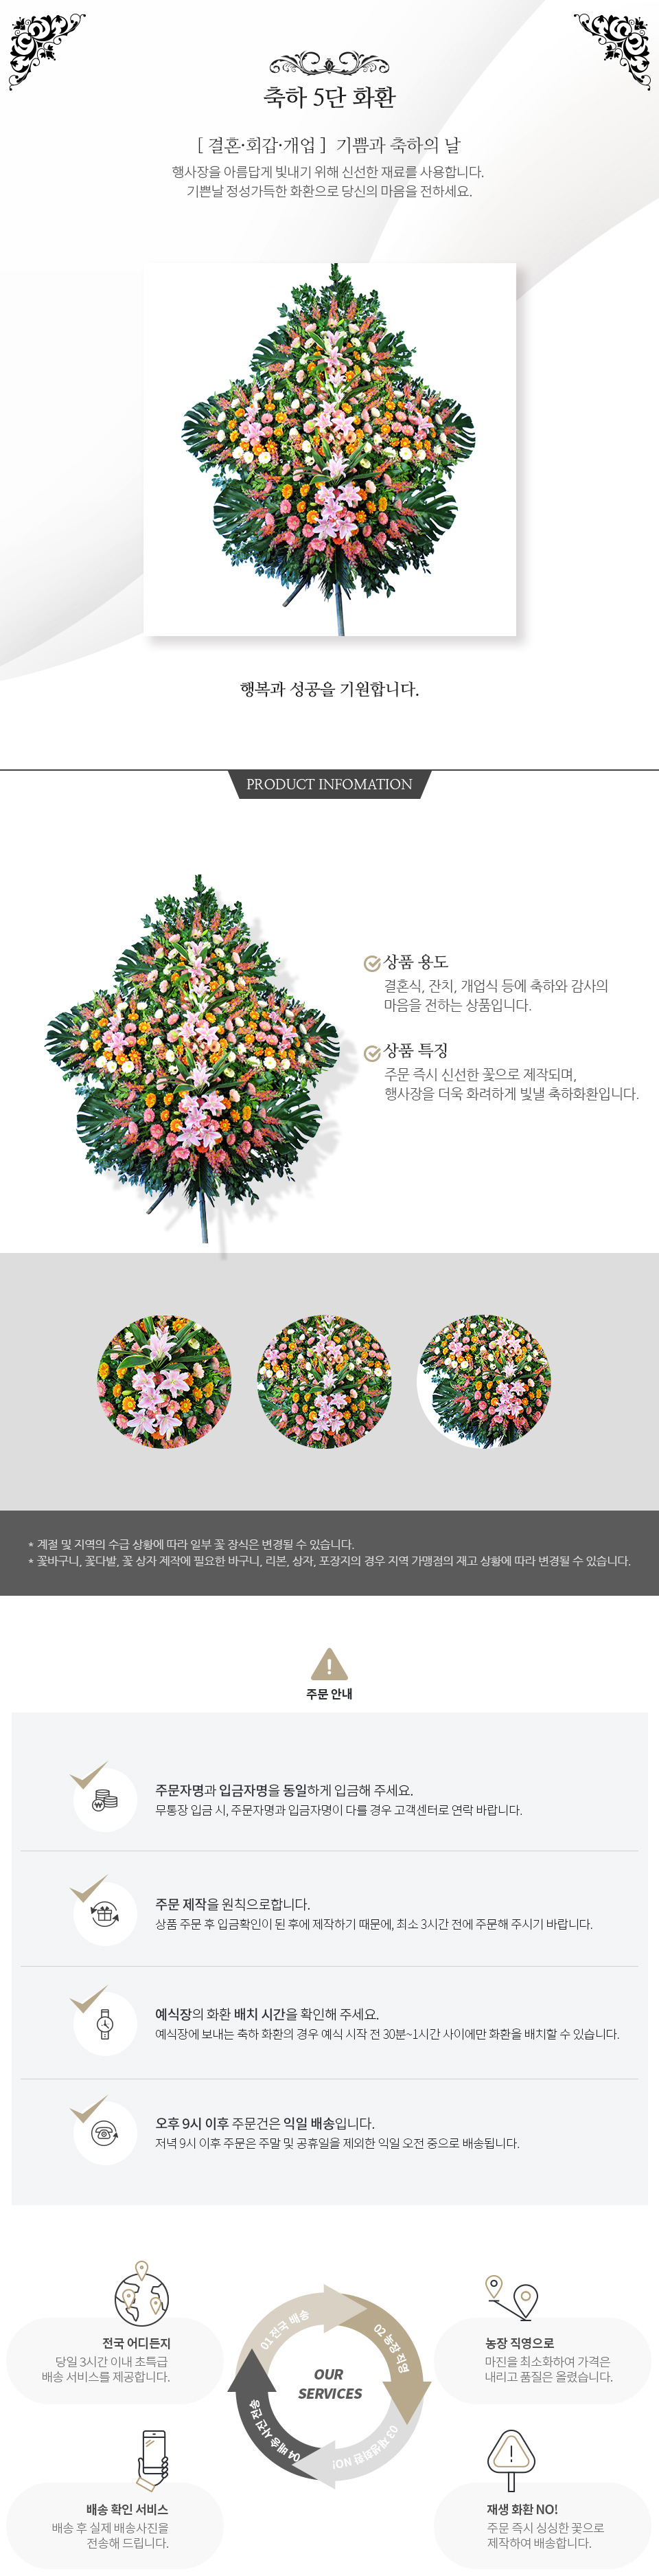 축하 5단 화환
[ 결혼·회갑·개업 ] 기쁨과 축하의 날
행사장을 아름답게 빛내기 위해 신선한 재료를 사용합니다.
기쁜날 정성가득한 화환으로 당신의 마음을 전하세요.
행복과 성공을 기원합니다.
PRODUCT INFOMATION
상품 용도
결혼식, 잔치, 개업식 등에 축하와 감사의
마음을 전하는 상품입니다.
상품 특징
주문 즉시 신선한 꽃으로 제작되며,
행사장을 더욱 화려하게 빛낼 축하화환입니다.
* 계절 및 지역의 수급 상황에 따라 일부 꽃 장식은 변경될 수 있습니다.
* 꽃바구니, 꽃다발, 꽃 상자 제작에 필요한 바구니, 리본, 상자, 포장지의 경우 지역 가맹점의 재고 상황에 따라 변경될 수 있습니다.
주문 안내
주문자명과 입금자명을 동일하게 입금해 주세요.
무통장 입금 시, 주문자명과 입금자명이 다를 경우 고객센터로 연락 바랍니다.
주문 제작을 원칙으로합니다.
상품 주문 후 입금확인이 된 후에 제작하기 때문에, 최소 3시간 전에 주문해 주시기 바랍니다.
예식장의 화환 배치 시간을 확인해 주세요.
예식장에 보내는 축하 화환의 경우 예식 시작 전 30분~1시간 사이에만 화환을 배치할 수 있습니다.
오후 9시 이후 주문건은 익일 배송입니다.
저녁 9시 이후 주문은 주말 및 공휴일을 제외한 익일 오전 중으로 배송됩니다.
전국 어디든지
당일 3시간 이내 초특급
배송 서비스를 제공합니다.
01 전국 배송
02 농장 직영
OUR
SERVICES
03 재생화환 NO!
04 배송 사진 전송
농장 직영으로
마진을 최소화하여 가격은
내리고 품질은 올렸습니다.
배송 확인 서비스
배송 후 실제 배송사진을
전송해 드립니다.
재생 화환 NO!
주문 즉시 싱싱한 꽃으로
제작하여 배송합니다.